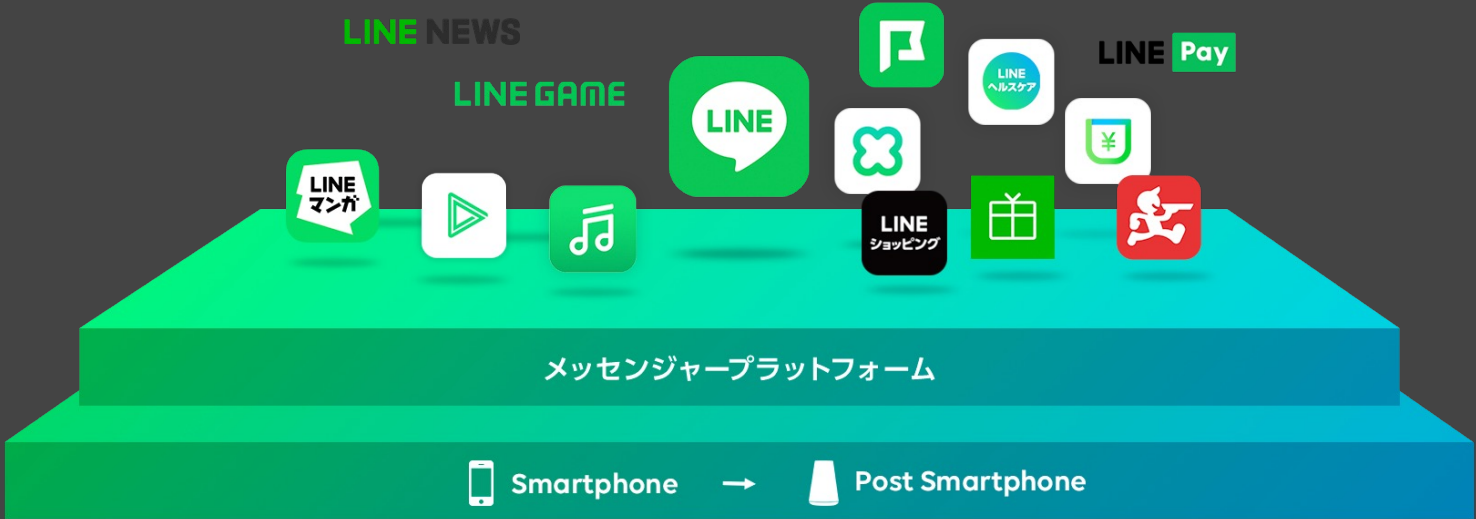 LINE NEWS
LINE GAME
LINE
LINE
ヘルスケア
LINE Pay
¥
LINE
マンガ
LINE
ショッピング
メッセンジャープラットフォーム
Smartphone → Post Smartphone